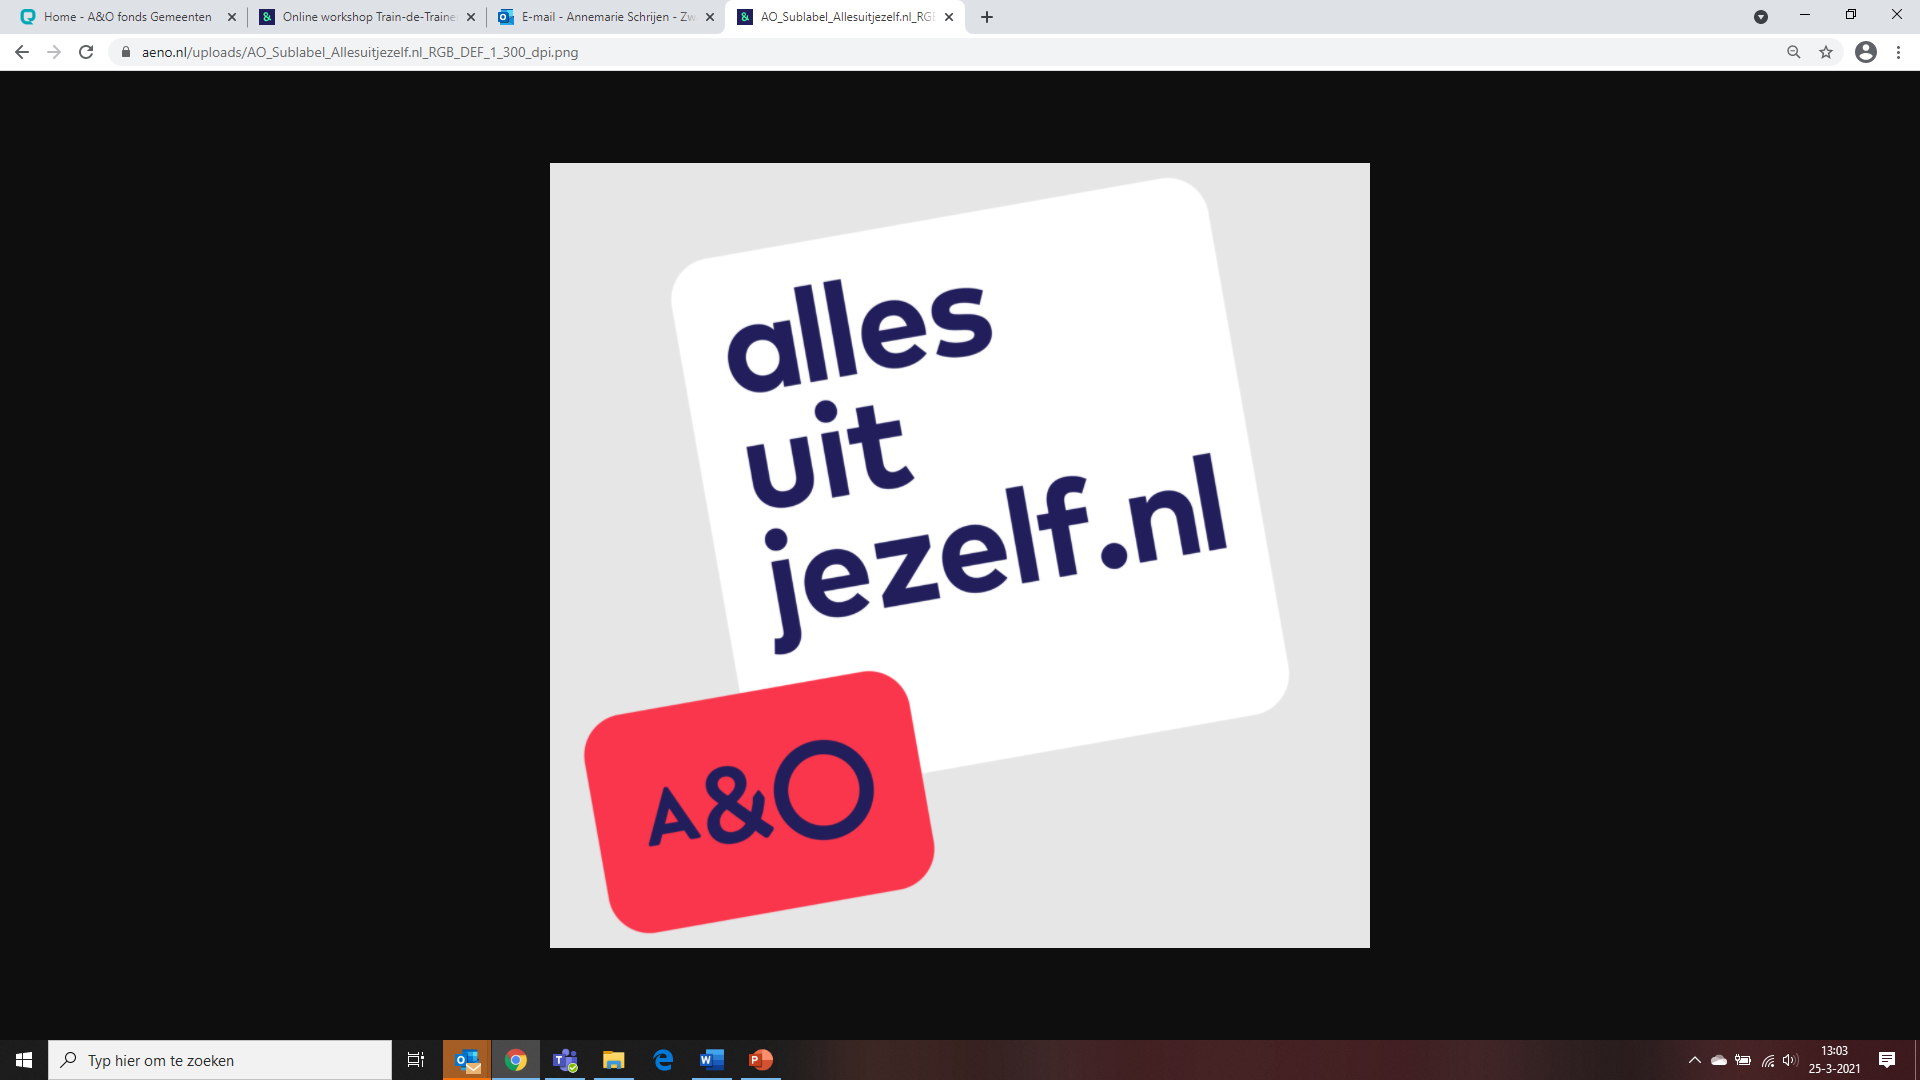 Home - A&O fonds Gemeenten
Online workshop Train-de-Traine
E-mail - Annemarie Schrijen - Zw
AO_Sublabel_Allesuitjezelf.nl_RGB
aeno.nl/uploads/AO_Sublabel_Allesuitjezelf.nl_RGB_DEF_1_300_dpi.png
alles
uit
jezelf.nl
A&O
Typ hier om te zoeken
13:03
25-3-2021